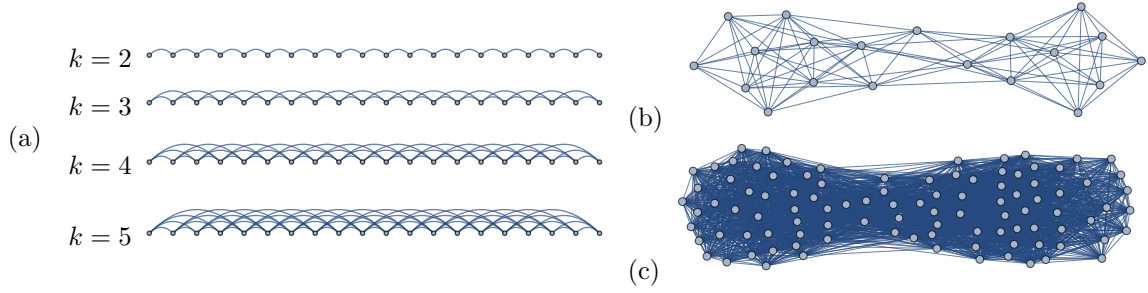 (a)
k = 2
k = 3
k = 4
k = 5
(b)
(c)